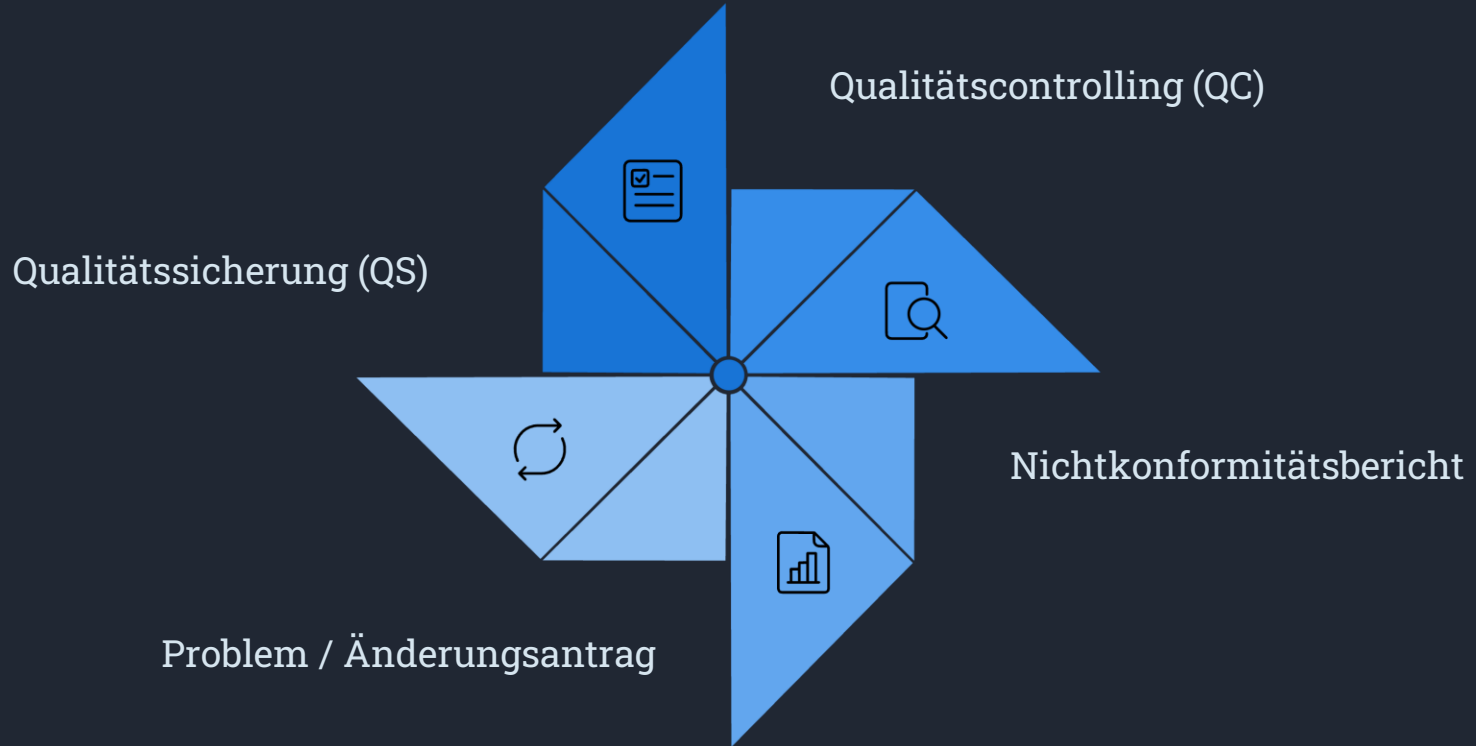 Qualitätscontrolling (QC)
Qualitätssicherung (QS)
Nichtkonformitätsbericht
Problem / Änderungsantrag